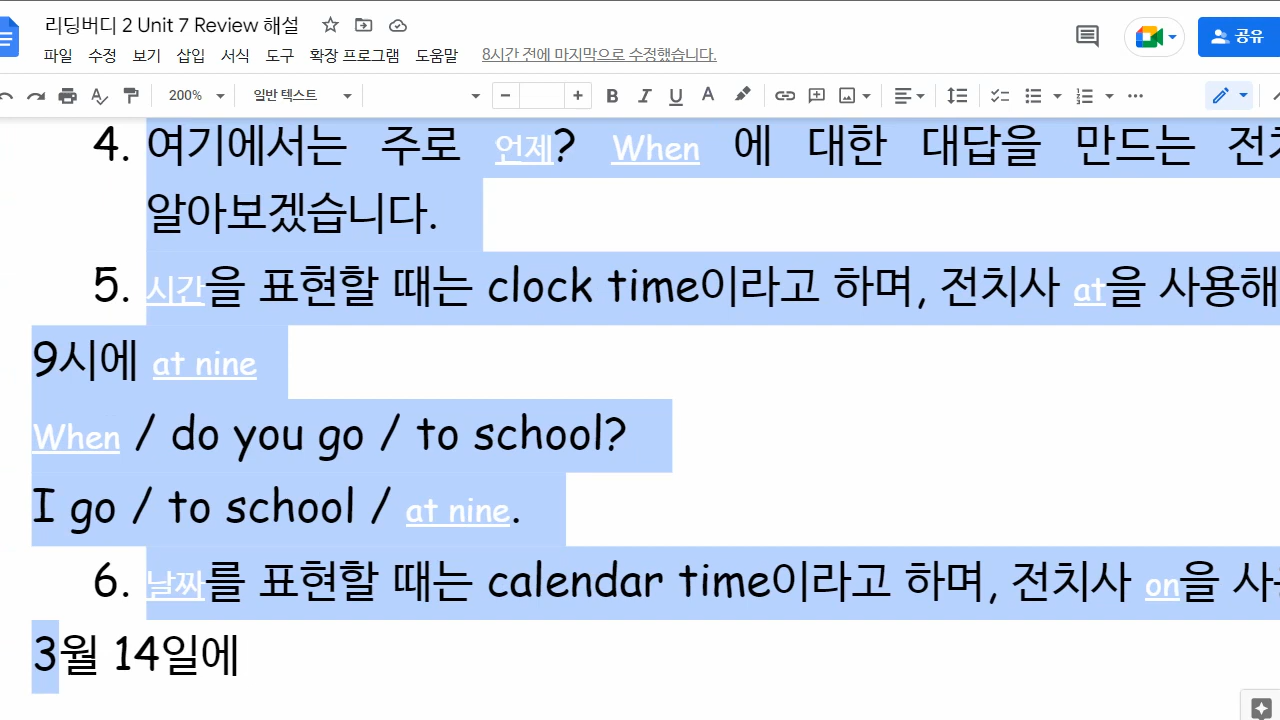 리딩버디 2 Unit 7 Review 해설
파일 수정 보기 삽입 서식 도구 확장 프로그램 도움말 8시간 전에 마지막으로 수정했습니다.
공유
200% 일반 텍스트
4. 여기에서는 주로 언제? When 에 대한 대답을 만드는
알아보겠습니다.
5. 시간을 표현할 때는 clock time이라고 하며, 전치사 at을 사용해
9시에 at nine
When / do you go / to school?
I go / to school / at nine.
6. 날짜를 표현할 때는 calendar time이라고 하며, 전치사 on을
3월 14일에